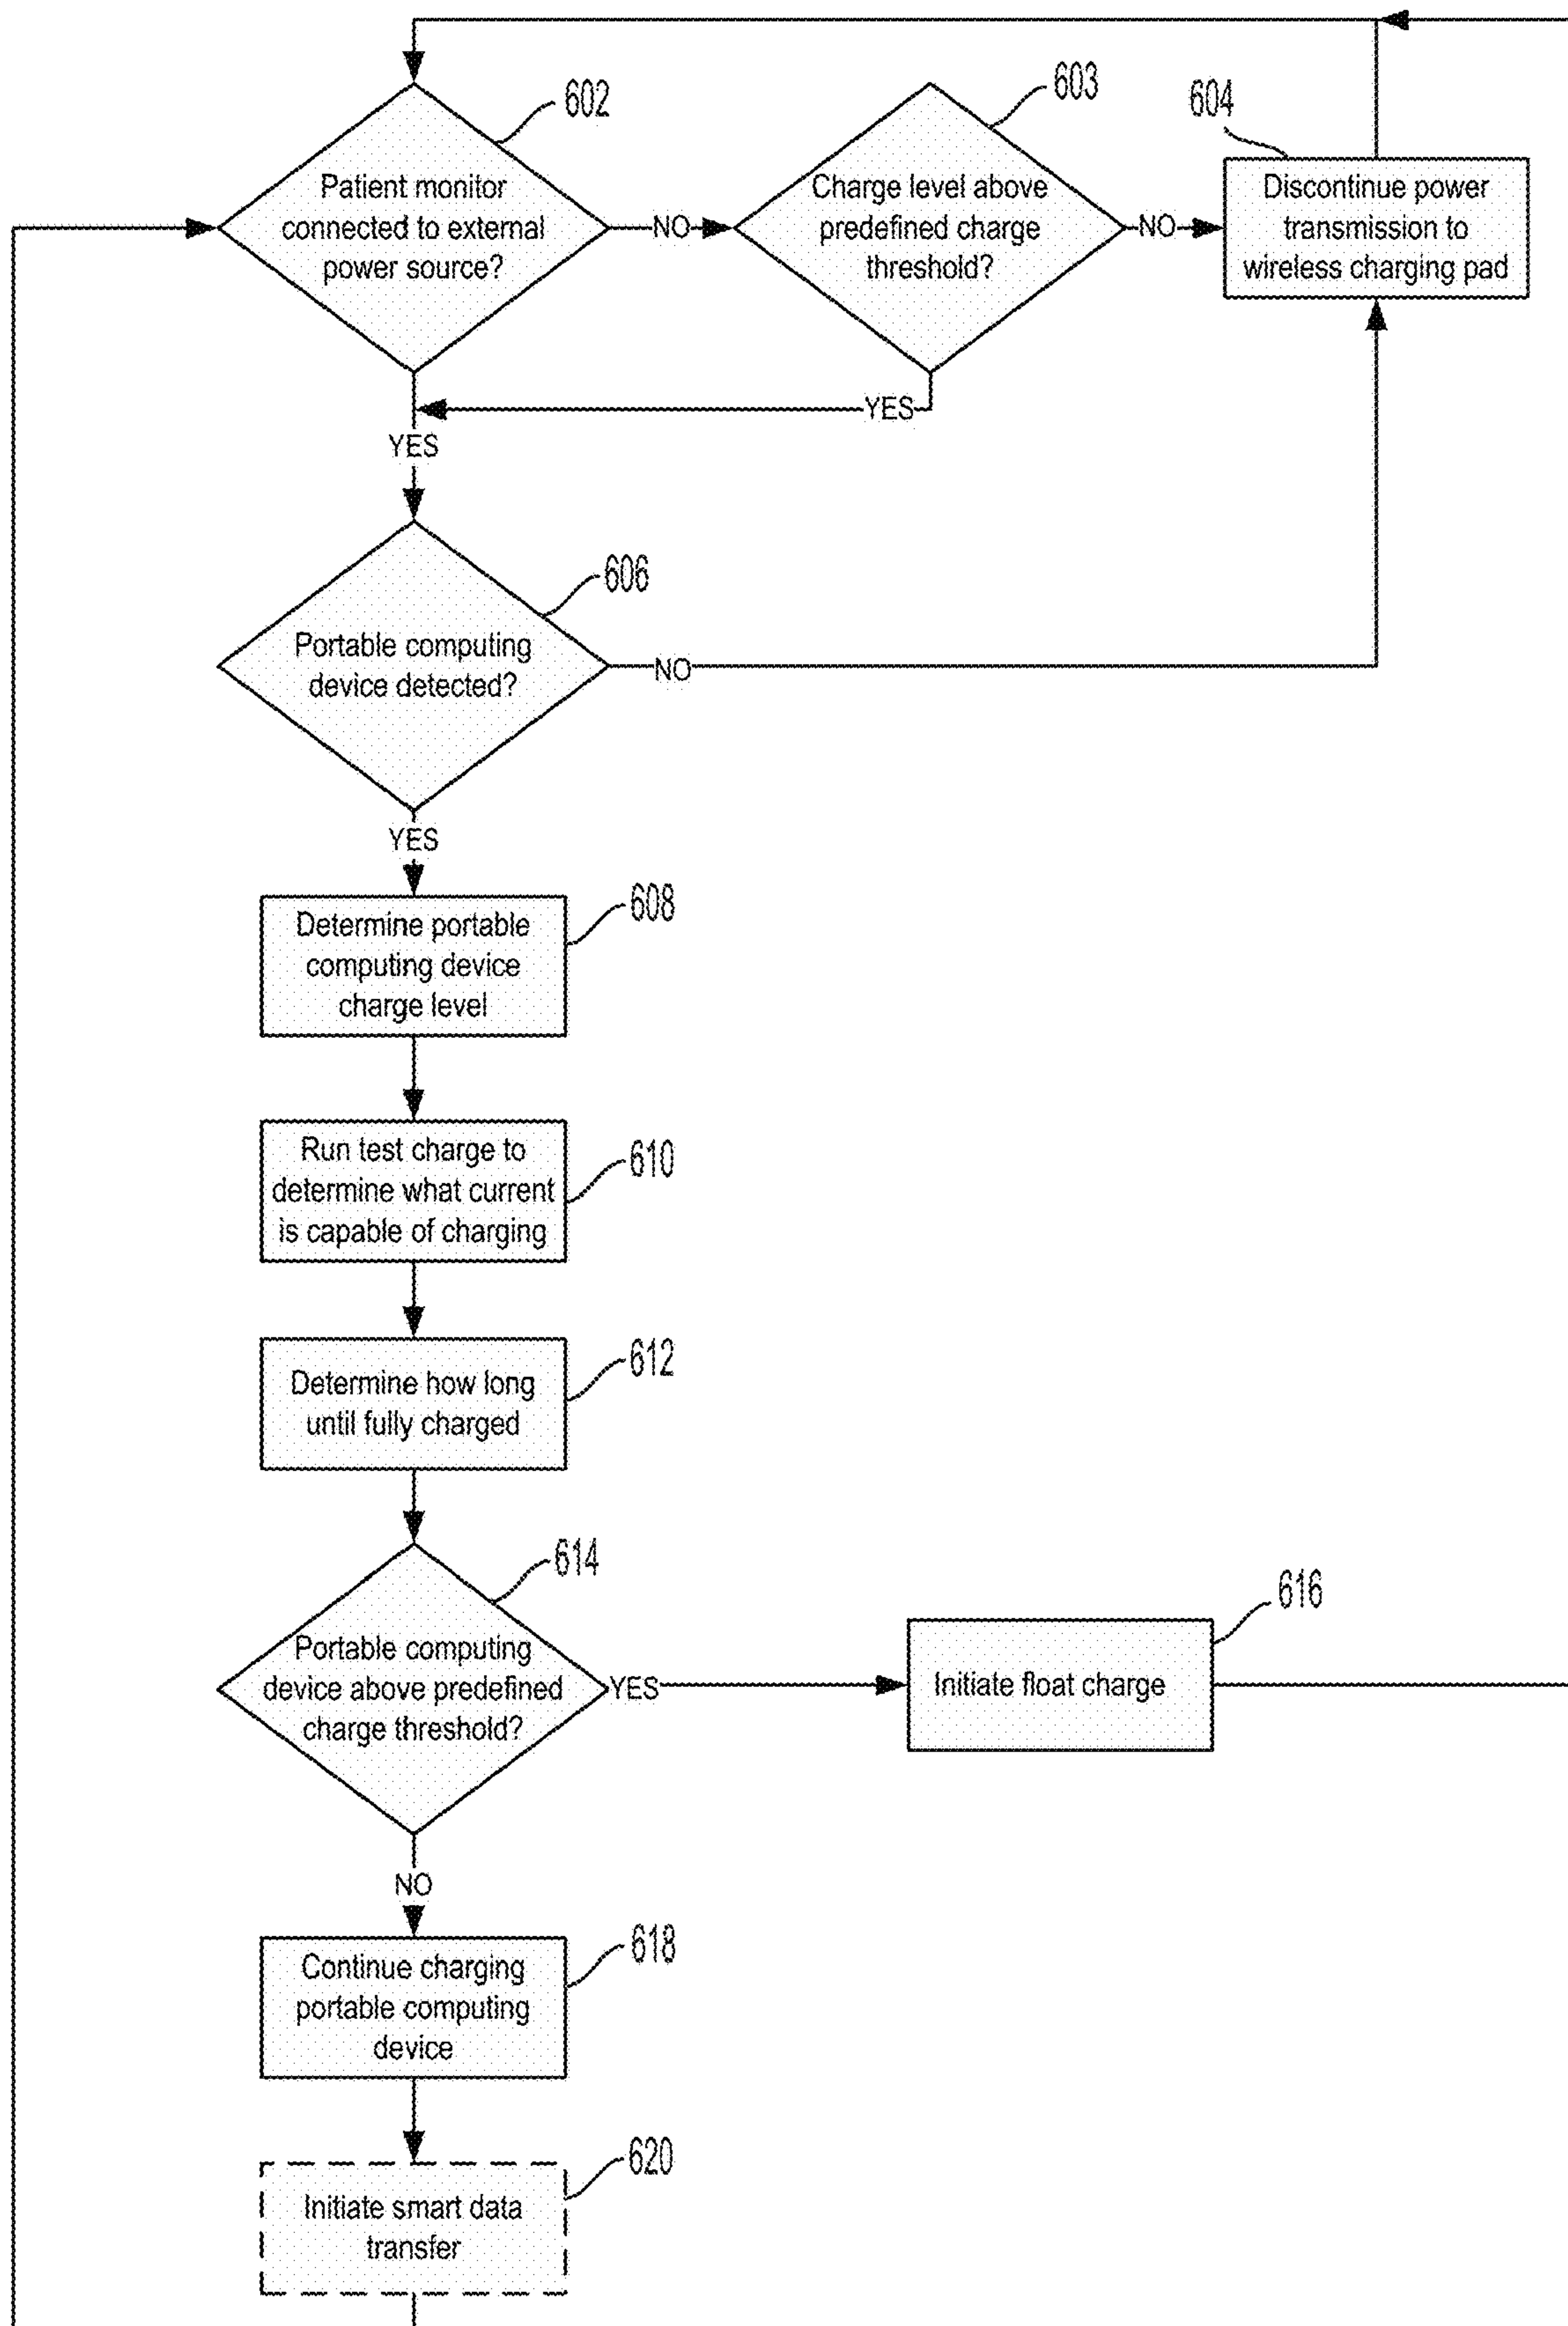 602
Patient monitor
connected to external
power source?
NO
603
Charge level above
predefined charge
threshold?
NO
604
Discontinue power
transmission to
wireless charging pad
YES
YES
606
Portable computing
device detected?
NO
YES
608
Determine portable
computing device
charge level
610
Run test charge to
determine what current
is capable of charging
612
Determine how long
until fully charged
614
Portable computing
device above predefined
charge threshold?
YES
616
Initiate float charge
NO
618
Continue charging
portable computing
device
620
Initiate smart data
transfer